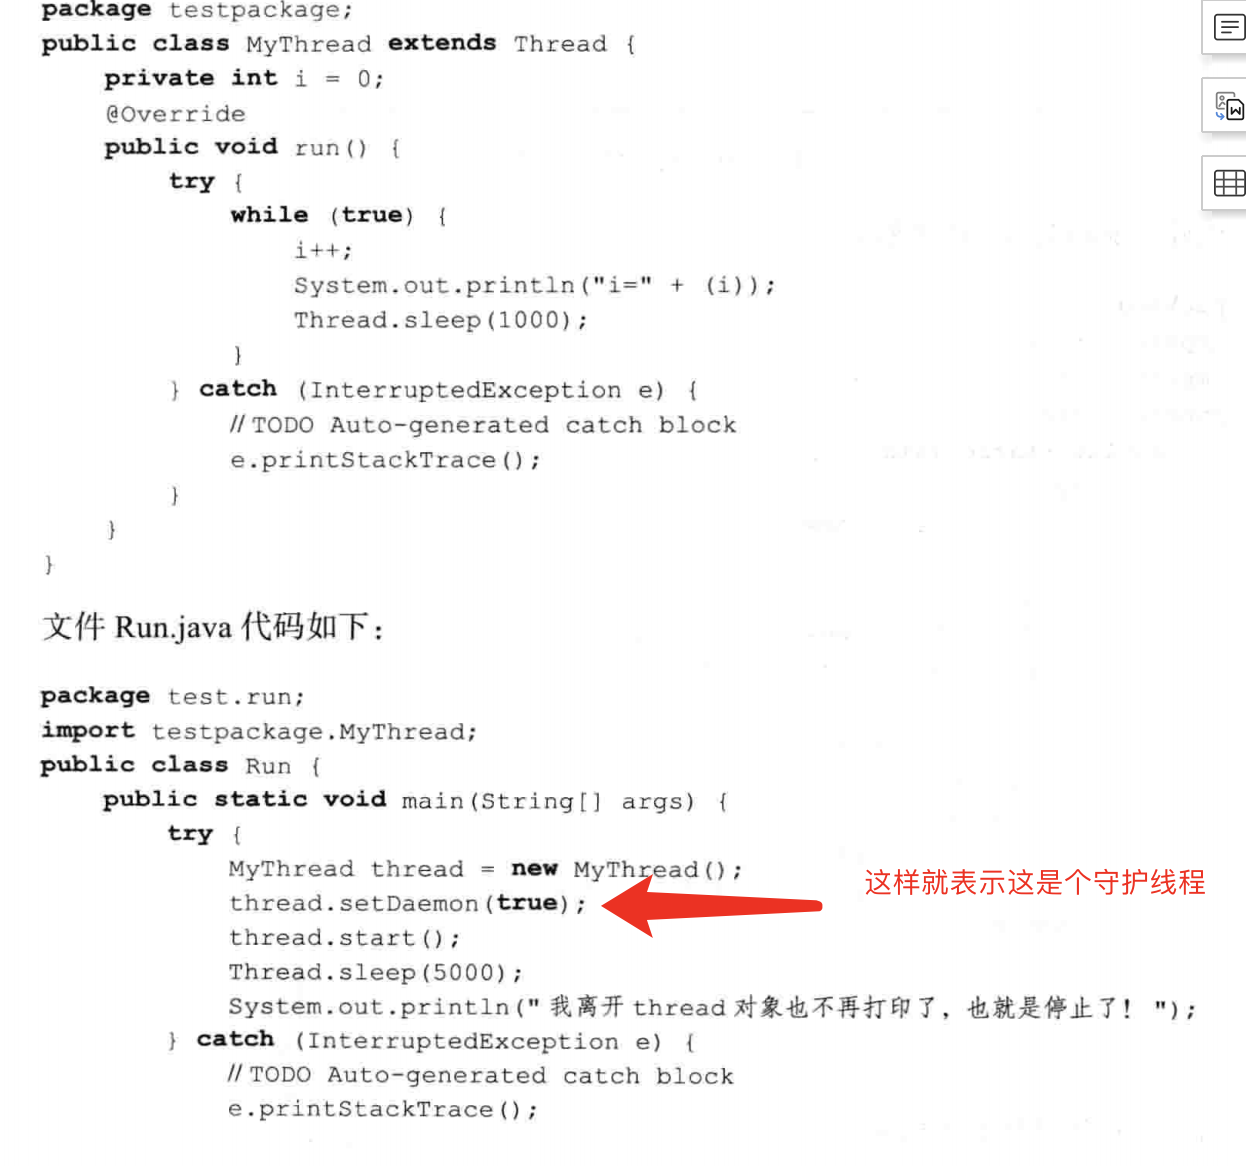 package testpackage;
public class MyThread extends Thread {
    private int i = 0;
    @Override
    public void run() {
        try {
            while (true) {
                i++;
                System.out.println("i=" + (i));
                Thread.sleep(1000);
            }
        } catch (InterruptedException e) {
            //TODO Auto-generated catch block
            e.printStackTrace();
        }
    }
}
文件 Run.java 代码如下：
package test.run;
import testpackage.MyThread;
public class Run {
    public static void main(String[] args) {
        try {
            MyThread thread = new MyThread();
这样就表示这是个守护线程
            thread.setDaemon(true);
            thread.start();
            Thread.sleep(5000);
            System.out.println(" 我离开 thread 对象也不再打印了，也就是停止了！ ");
        } catch (InterruptedException e) {
            //TODO Auto-generated catch block
            e.printStackTrace();